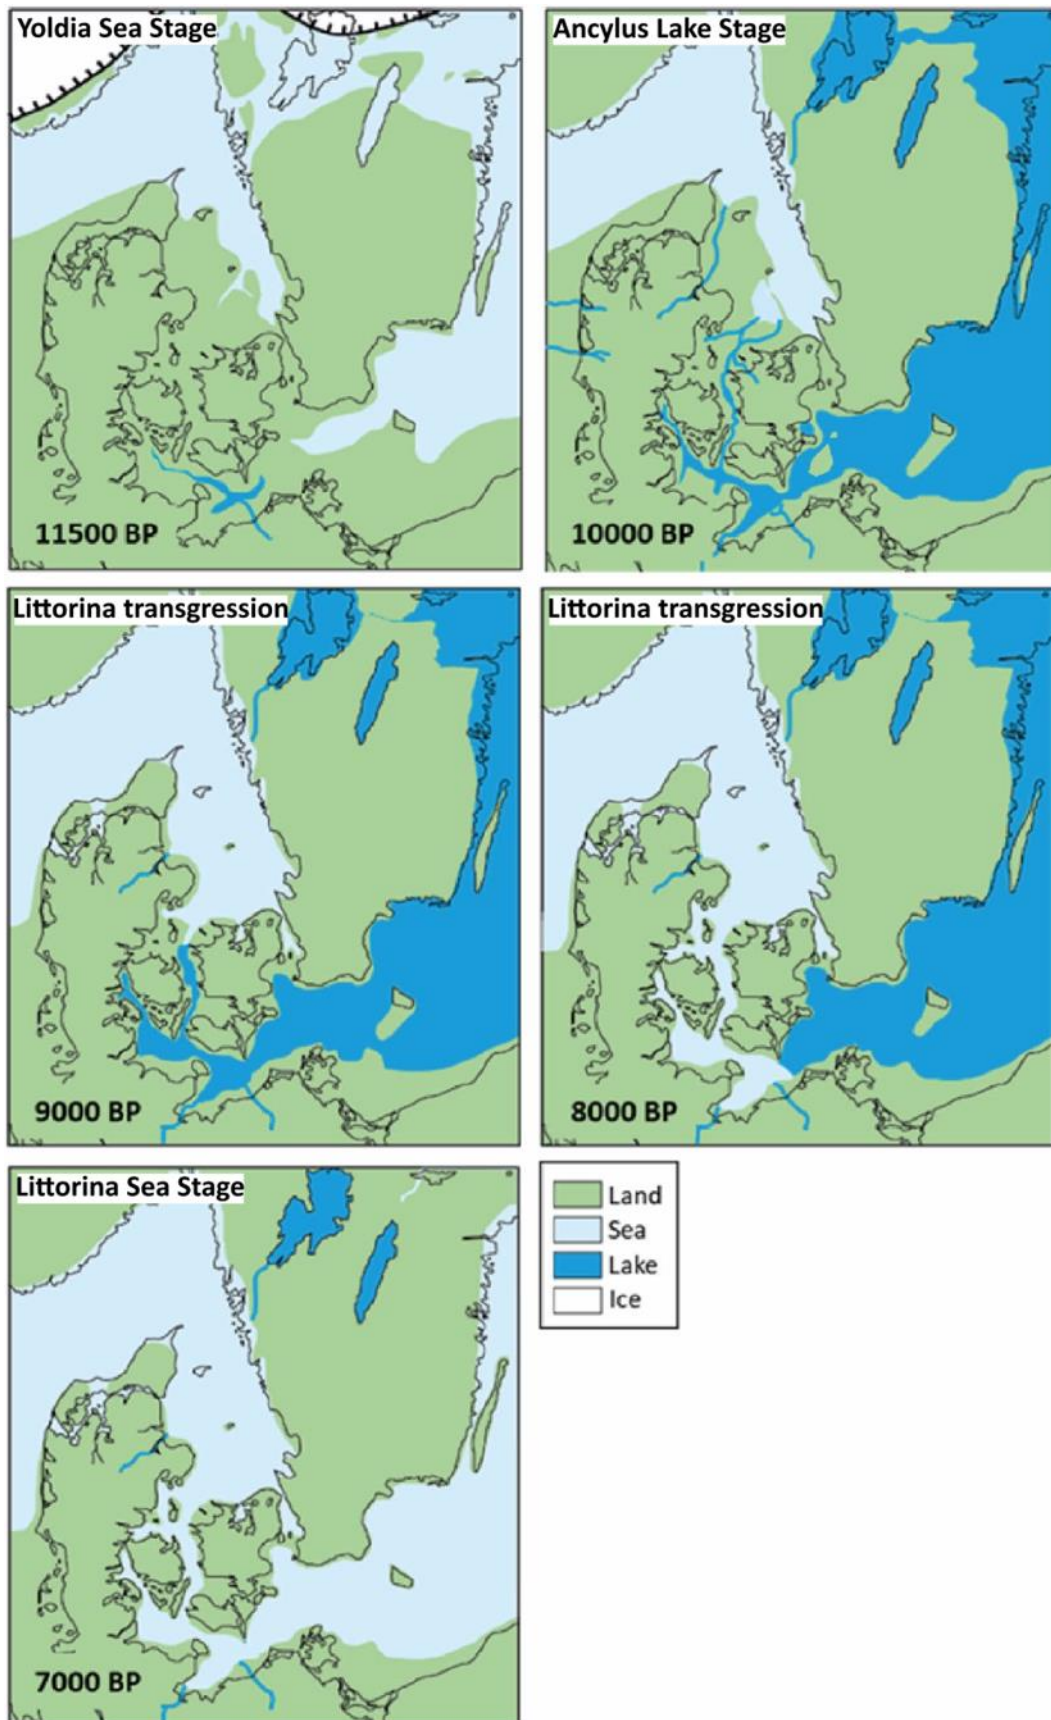 Yoldia Sea Stage
11500 BP
Ancylus Lake Stage
10000 BP
Littorina transgression
9000 BP
Littorina transgression
8000 BP
Littorina Sea Stage
7000 BP
Land
Sea
Lake
Ice